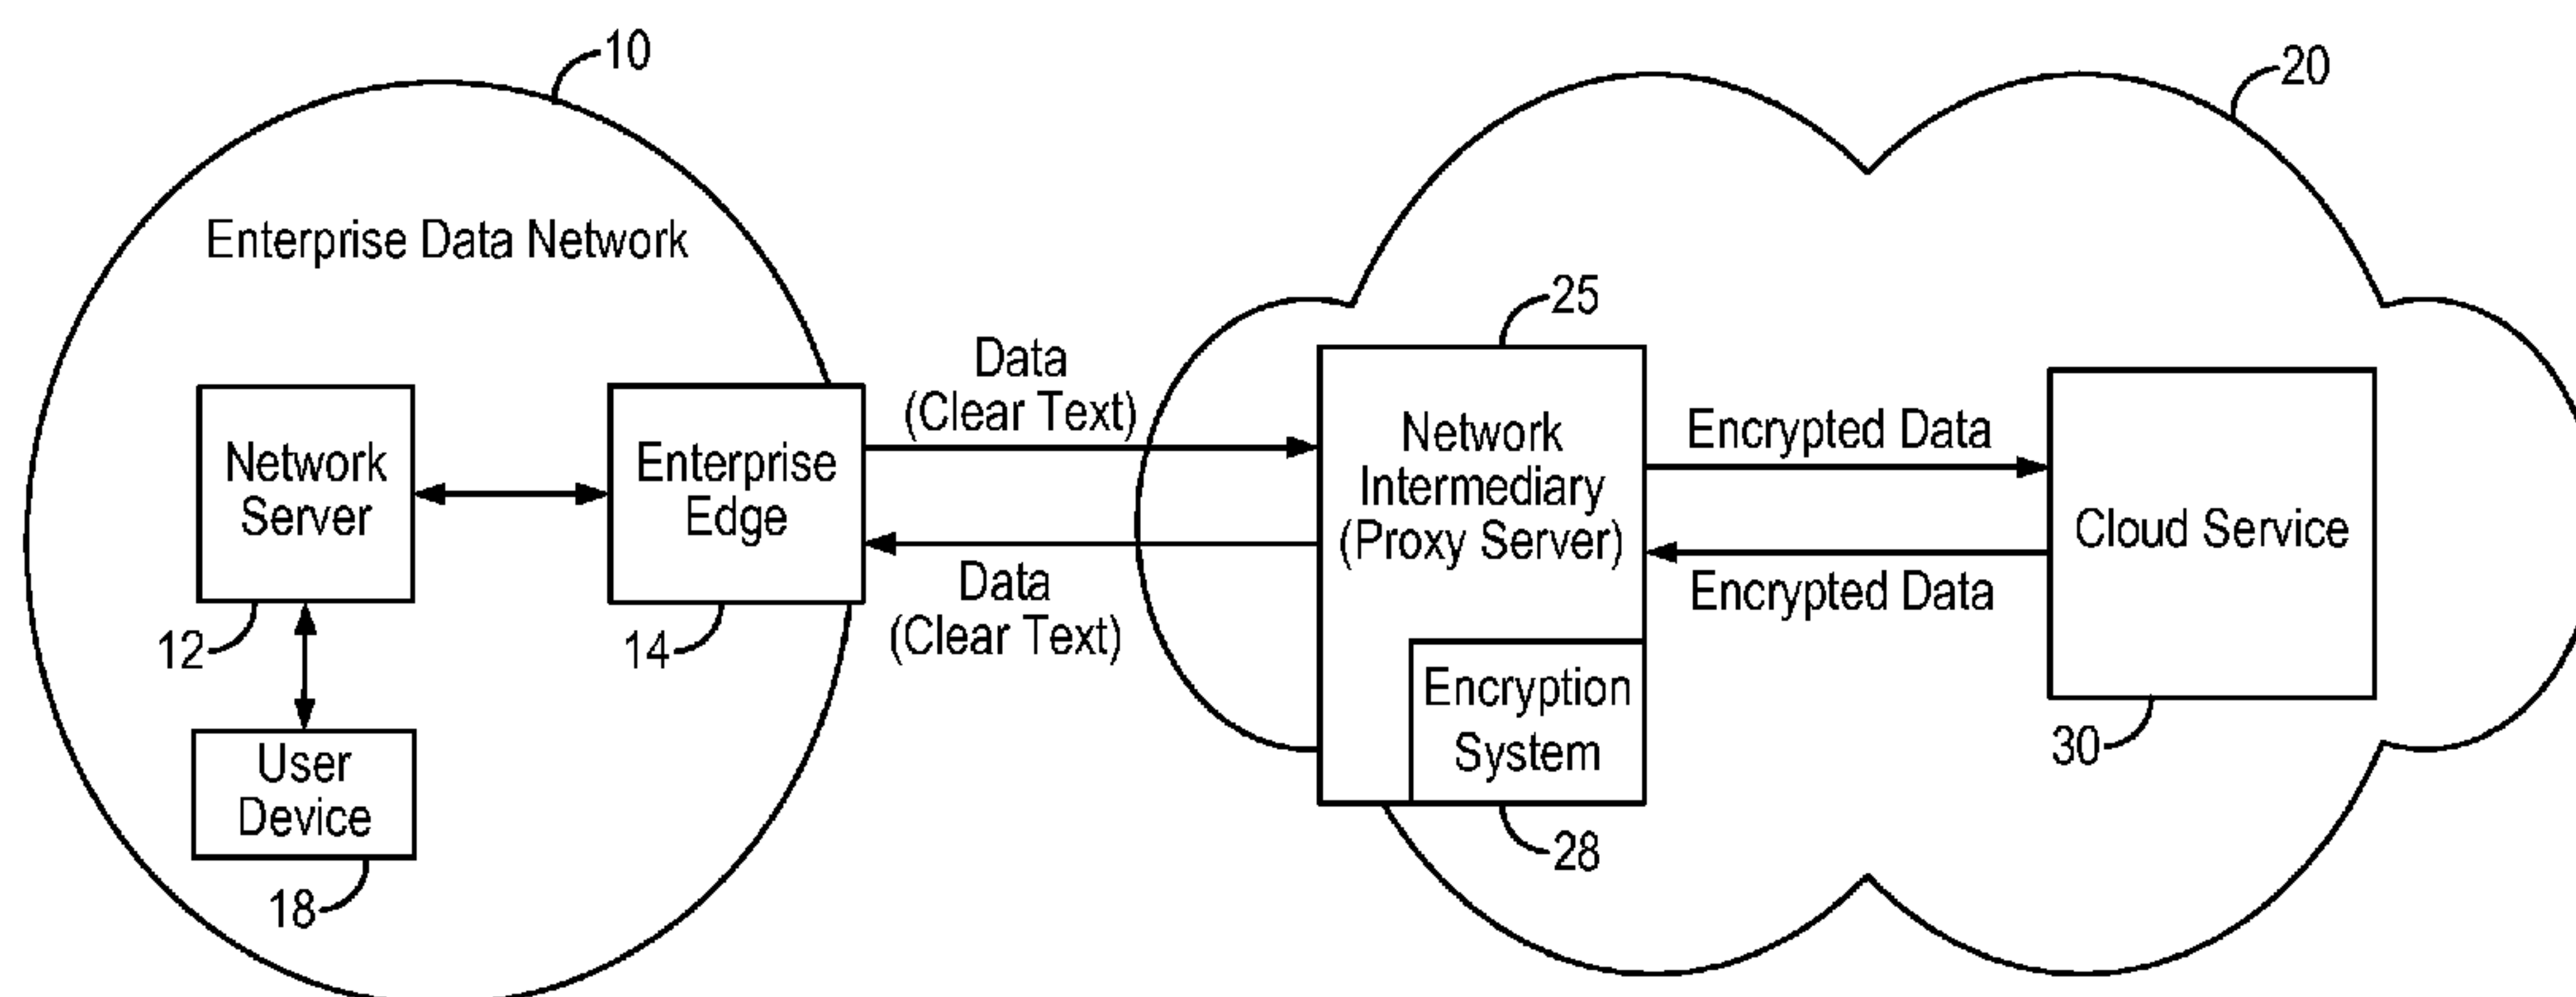 10
20
Enterprise Data Network
25
Data
(Clear Text)
Network
Intermediary
(Proxy Server)
Encrypted Data
Network
Server
Enterprise
Edge
Cloud Service
Data
(Clear Text)
Encrypted Data
12
14
Encryption
System
30
User
Device
28
18